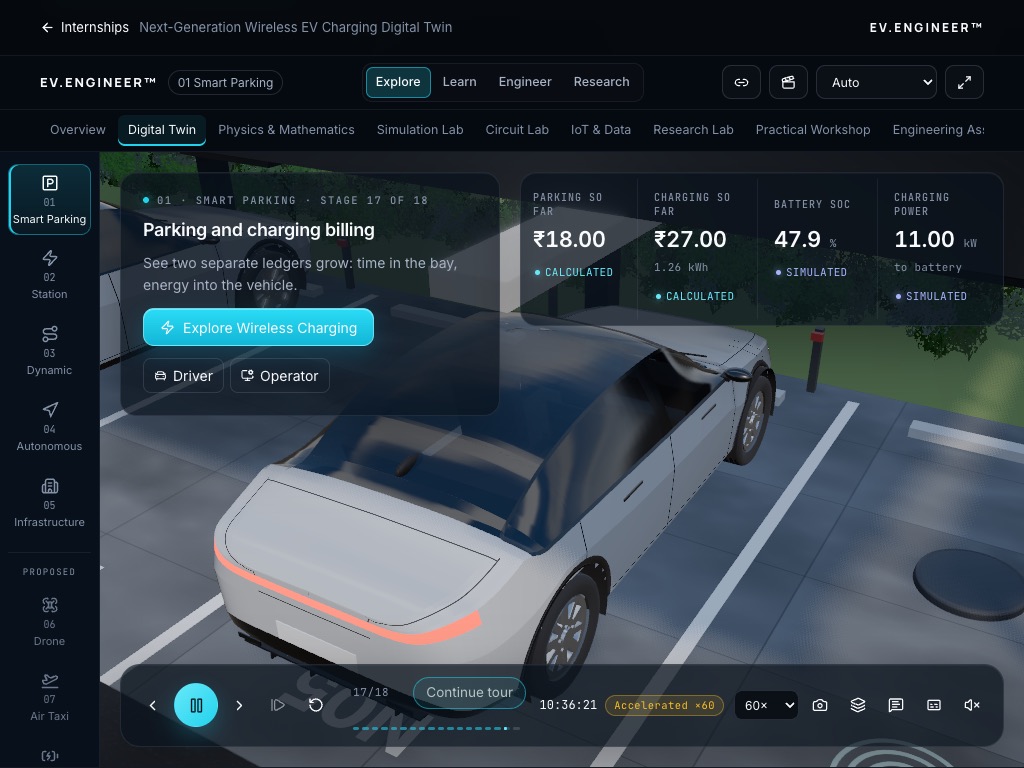 Internships Next-Generation Wireless EV Charging Digital Twin EV.ENGINEER™
EV.ENGINEER™ 01 Smart Parking Explore Learn Engineer Research Auto
Overview Digital Twin Physics & Mathematics Simulation Lab Circuit Lab IoT & Data Research Lab Practical Workshop Engineering As
01
Smart Parking
02
Station
03
Dynamic
04
Autonomous
05
Infrastructure
PROPOSED
06
Drone
07
Air Taxi
01 · SMART PARKING · STAGE 17 OF 18
Parking and charging billing
See two separate ledgers grow: time in the bay,
energy into the vehicle.
Explore Wireless Charging
Driver Operator
PARKING SO
FAR
₹18.00
CALCULATED
CHARGING SO
FAR
₹27.00
1.26 kWh
CALCULATED
BATTERY SOC
47.9 %
SIMULATED
CHARGING
POWER
11.00 kW
to battery
SIMULATED
17/18 Continue tour 10:36:21 Accelerated ×60 60×